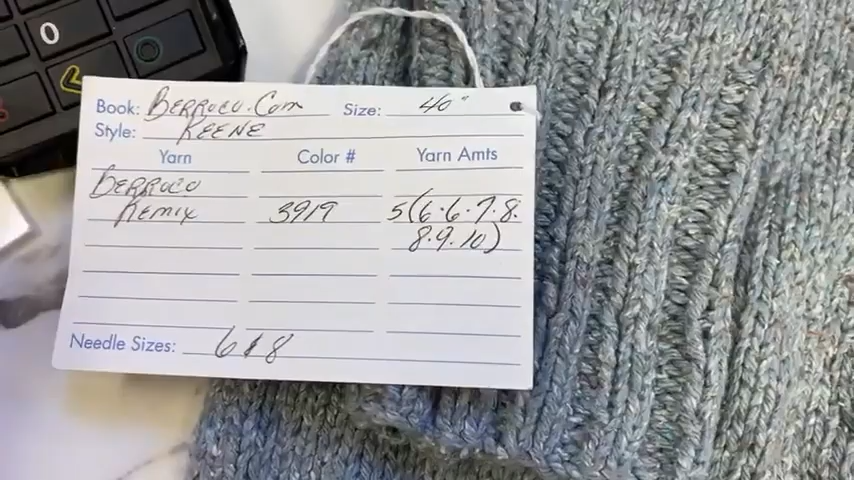 0
Book: Berroco.Com Size: 40"
Style: Keene
Yarn Color # Yarn Amts
Berroco
Remix 3919 5(6.6.7.8.
8.9.10)
Needle Sizes: 6 & 8